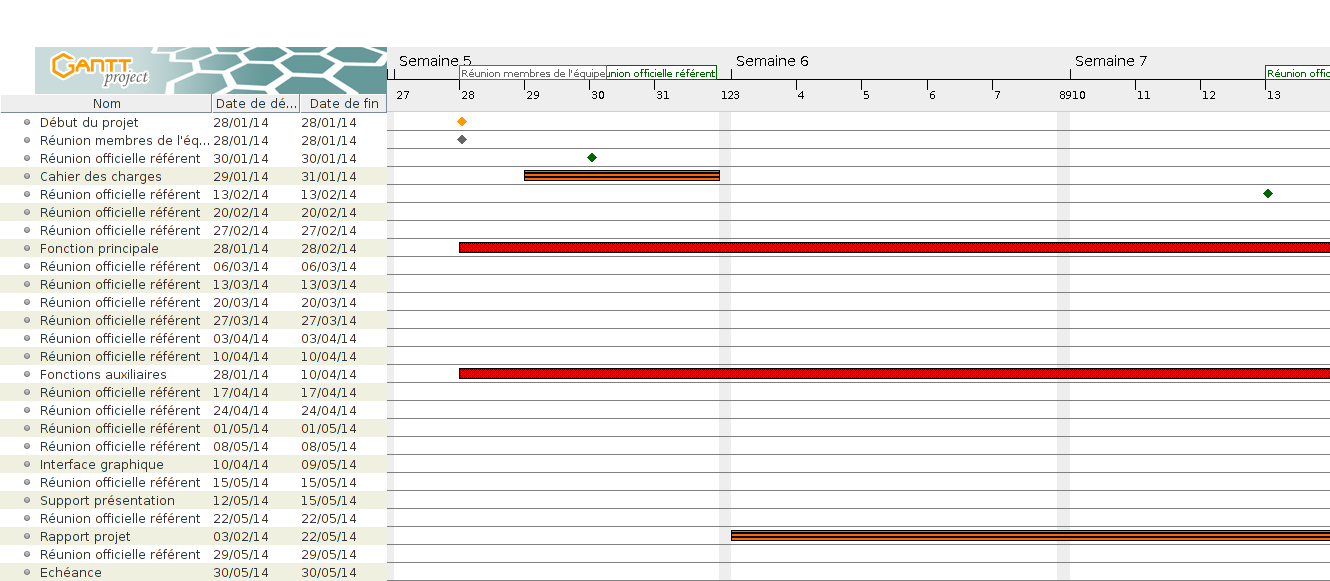 GANTT project
Semaine 5 Semaine 6 Semaine 7
Réunion membres de l'équipe union officielle référent Réunion offic
27 28 29 30 31 1 2 3 4 5 6 7 8 9 10 11 12 13
Nom Date de dé... Date de fin
Début du projet 28/01/14 28/01/14
Réunion membres de l'éq... 28/01/14 28/01/14
Réunion officielle référent 30/01/14 30/01/14
Cahier des charges 29/01/14 31/01/14
Réunion officielle référent 13/02/14 13/02/14
Réunion officielle référent 20/02/14 20/02/14
Réunion officielle référent 27/02/14 27/02/14
Fonction principale 28/01/14 28/02/14
Réunion officielle référent 06/03/14 06/03/14
Réunion officielle référent 13/03/14 13/03/14
Réunion officielle référent 20/03/14 20/03/14
Réunion officielle référent 27/03/14 27/03/14
Réunion officielle référent 03/04/14 03/04/14
Réunion officielle référent 10/04/14 10/04/14
Fonctions auxiliaires 28/01/14 10/04/14
Réunion officielle référent 17/04/14 17/04/14
Réunion officielle référent 24/04/14 24/04/14
Réunion officielle référent 01/05/14 01/05/14
Réunion officielle référent 08/05/14 08/05/14
Interface graphique 10/04/14 09/05/14
Réunion officielle référent 15/05/14 15/05/14
Support présentation 12/05/14 15/05/14
Réunion officielle référent 22/05/14 22/05/14
Rapport projet 03/02/14 22/05/14
Réunion officielle référent 29/05/14 29/05/14
Echéance 30/05/14 30/05/14